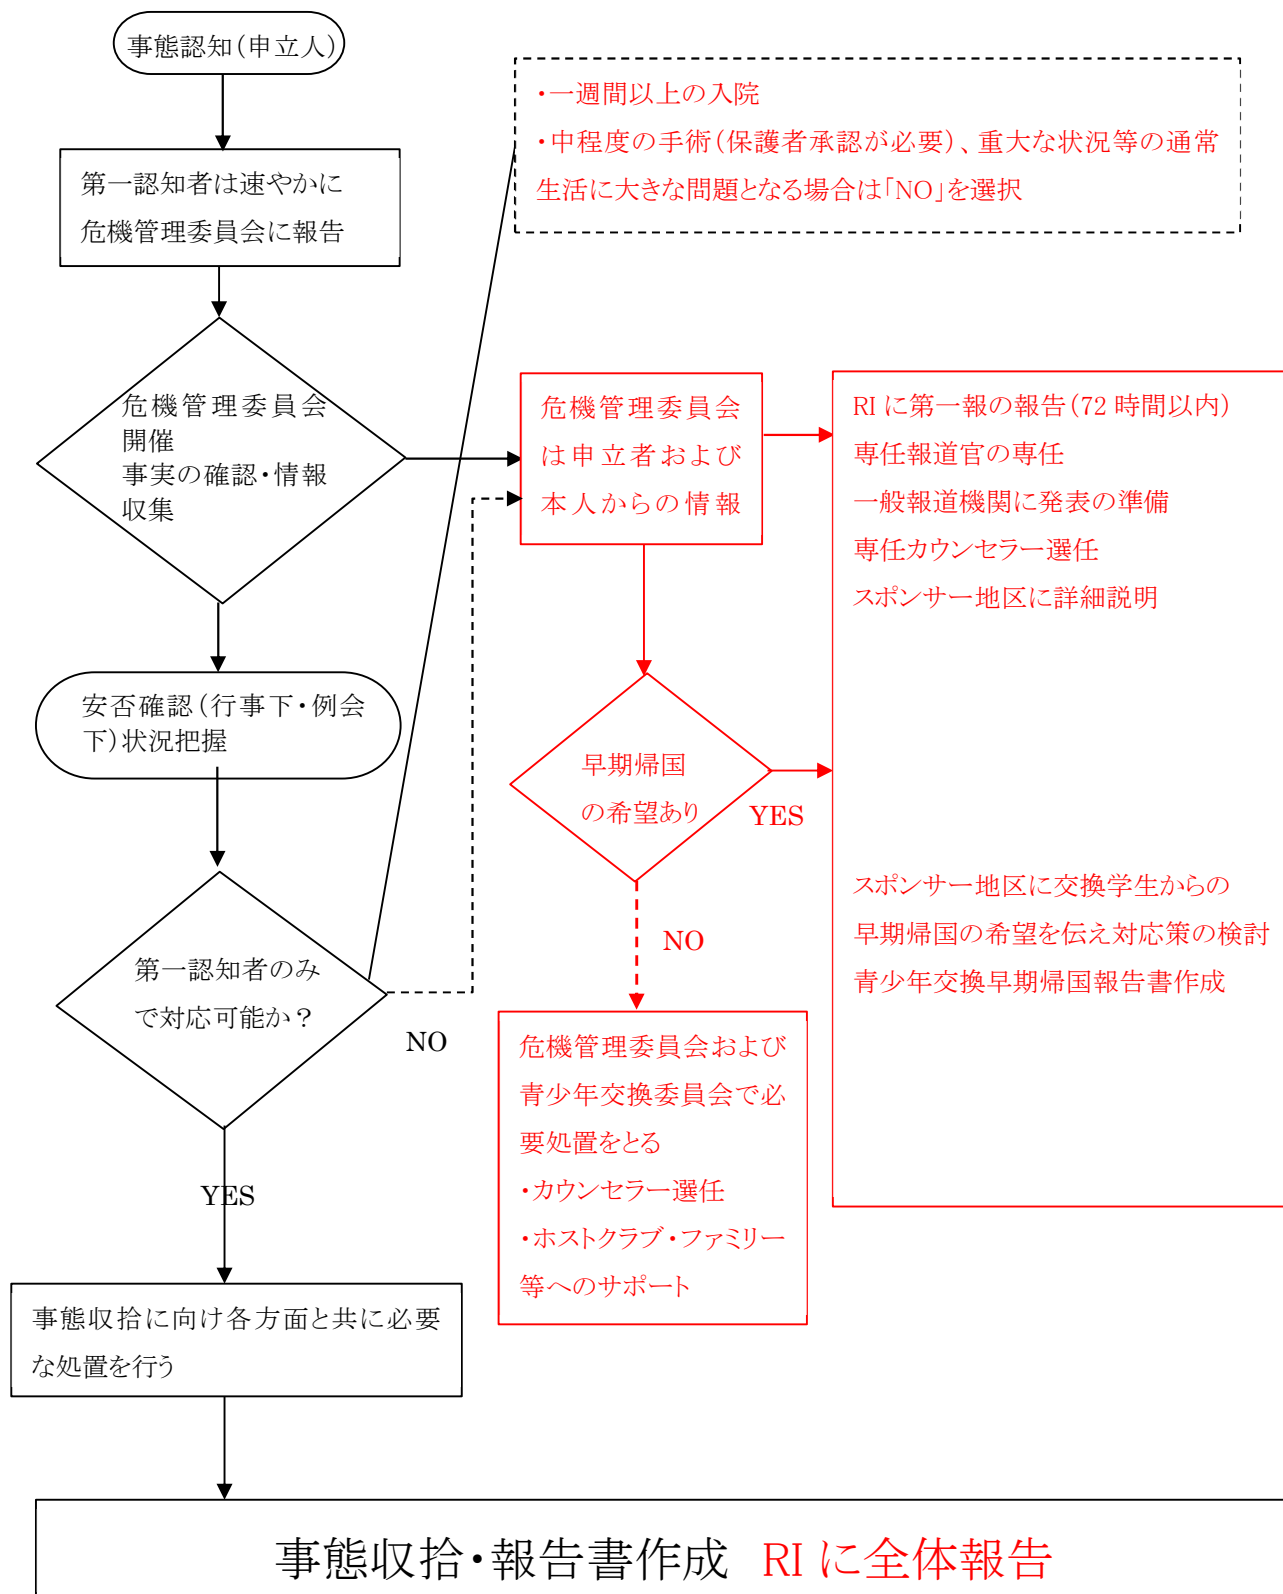 事態認知(申立人)
・一週間以上の入院
・中程度の手術(保護者承認が必要)、重大な状況等の通常
生活に大きな問題となる場合は「NO」を選択
第一認知者は速やかに
危機管理委員会に報告
危機管理委員会
開催
事実の確認・情報
収集
危機管理委員会
は申立者および
本人からの情報
RI に第一報の報告(72 時間以内)
専任報道官の専任
一般報道機関に発表の準備
専任カウンセラー選任
スポンサー地区に詳細説明
安否確認(行事下・例会
下)状況把握
早期帰国
の希望あり
YES
スポンサー地区に交換学生からの
早期帰国の希望を伝え対応策の検討
青少年交換早期帰国報告書作成
NO
第一認知者のみ
で対応可能か?
NO
危機管理委員会および
青少年交換委員会で必
要処置をとる
・カウンセラー選任
・ホストクラブ・ファミリー
等へのサポート
YES
事態収拾に向け各方面と共に必要
な処置を行う
事態収拾・報告書作成 RI に全体報告